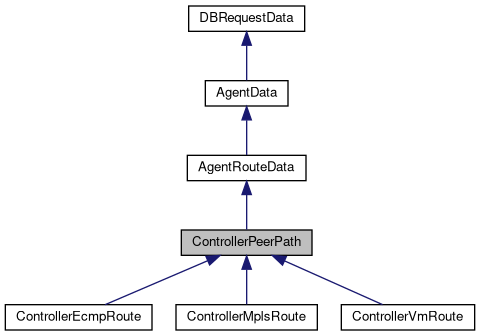 DBRequestData
AgentData
AgentRouteData
ControllerPeerPath
ControllerEcmpRoute
ControllerMplsRoute
ControllerVmRoute